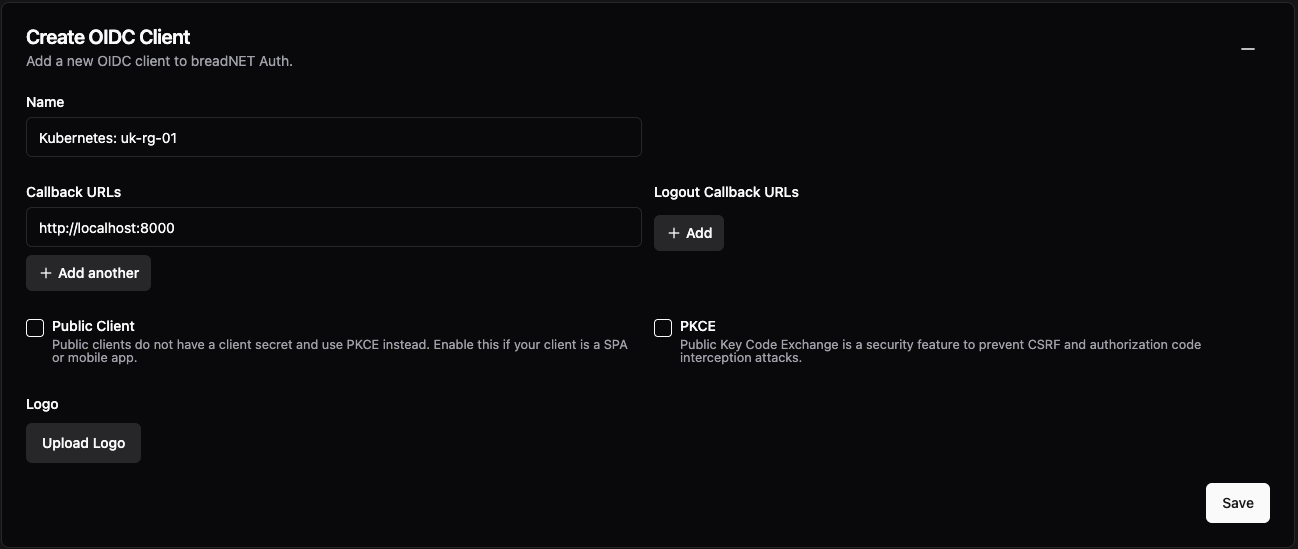 Create OIDC Client
Add a new OIDC client to breadNET Auth.
Name
Kubernetes: uk-rg-01
Callback URLs
http://localhost:8000
+ Add another
Logout Callback URLs
+ Add
Public Client
Public clients do not have a client secret and use PKCE instead. Enable this if your client is a SPA
or mobile app.
PKCE
Public Key Code Exchange is a security feature to prevent CSRF and authorization code
interception attacks.
Logo
Upload Logo
Save